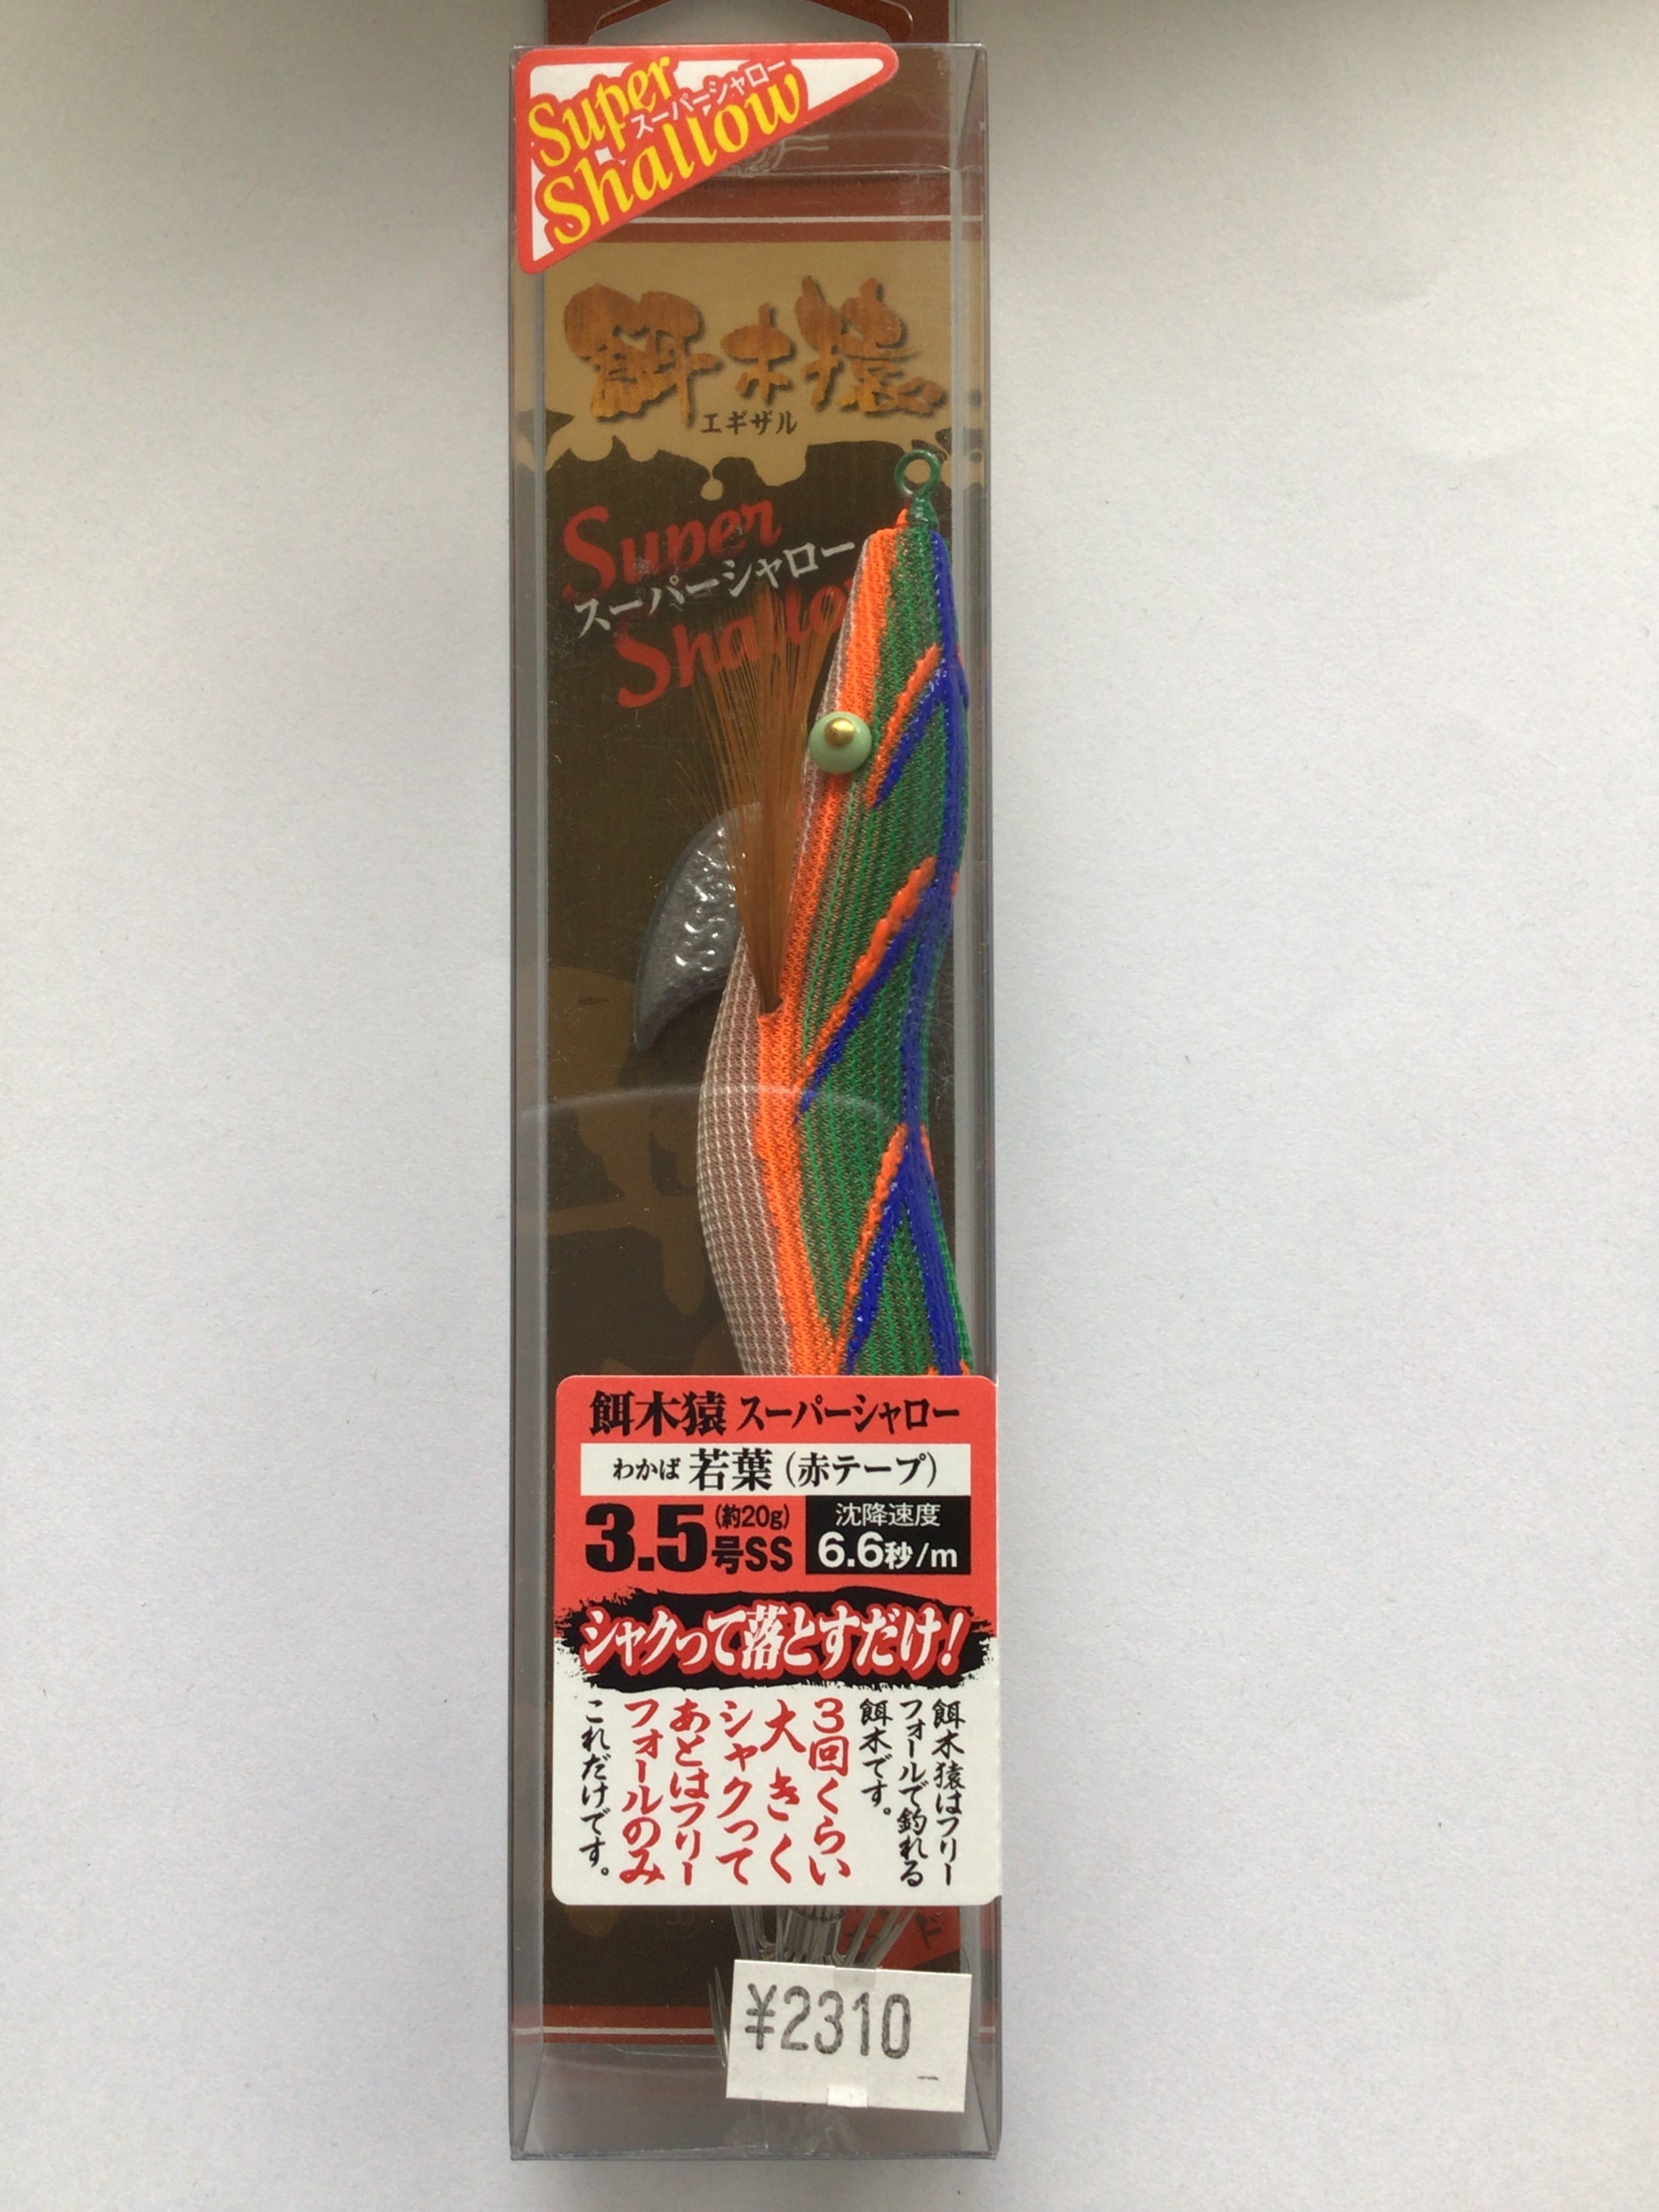 Super
スーパーシャロー
Shallow
餌木猿
エギザル
Super
スーパーシャロー
餌木猿 スーパーシャロー
わかば 若葉 (赤テープ)
3.5号SS (約20g)
沈降速度
6.6秒/m
シャクって落とすだけ!
餌木猿はフリー
フォールで釣れる
餌木です。
3回くらい
大きく
シャクって
あとはフリー
フォールのみ
これだけです。
¥2310